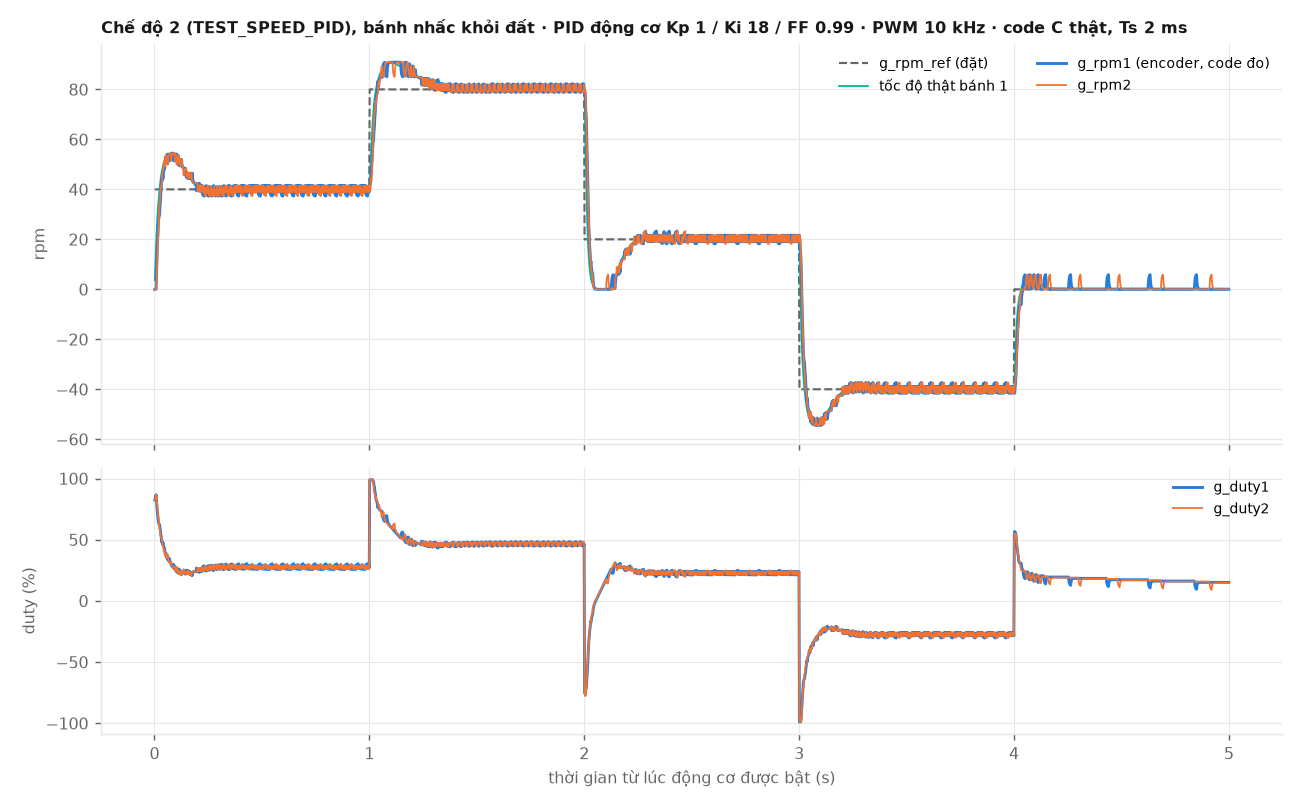 Chế độ 2 (TEST_SPEED_PID), bánh nhấc khỏi đất · PID động cơ Kp 1 / Ki 18 / FF 0.99 · PWM 10 kHz · code C thật, Ts 2 ms
g_rpm_ref (đặt)
tốc độ thật bánh 1
g_rpm1 (encoder, code đo)
g_rpm2
80
60
40
20
0
−20
−40
−60
rpm
g_duty1
g_duty2
100
50
0
−50
−100
duty (%)
0 1 2 3 4 5
thời gian từ lúc động cơ được bật (s)